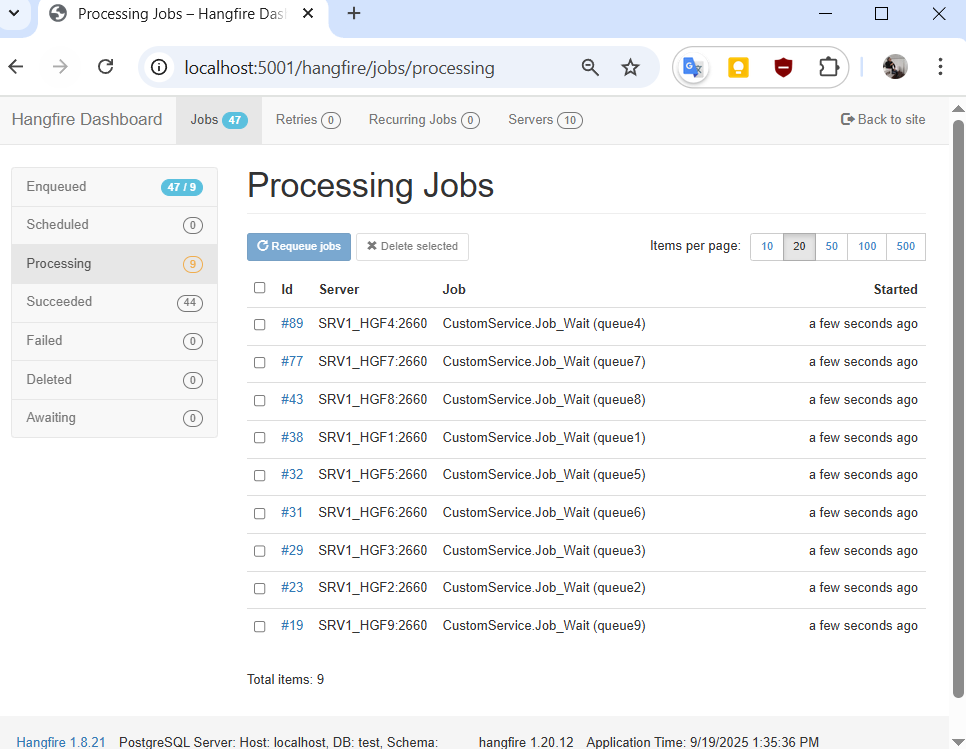 Processing Jobs – Hangfire Das
localhost:5001/hangfire/jobs/processing
Hangfire Dashboard Jobs 47 Retries 0 Recurring Jobs 0 Servers 10 Back to site
Enqueued 47 / 9
Scheduled 0
Processing 9
Succeeded 44
Failed 0
Deleted 0
Awaiting 0
Processing Jobs
Requeue jobs Delete selected Items per page: 10 20 50 100 500
Id Server Job Started
#89 SRV1_HGF4:2660 CustomService.Job_Wait (queue4) a few seconds ago
#77 SRV1_HGF7:2660 CustomService.Job_Wait (queue7) a few seconds ago
#43 SRV1_HGF8:2660 CustomService.Job_Wait (queue8) a few seconds ago
#38 SRV1_HGF1:2660 CustomService.Job_Wait (queue1) a few seconds ago
#32 SRV1_HGF5:2660 CustomService.Job_Wait (queue5) a few seconds ago
#31 SRV1_HGF6:2660 CustomService.Job_Wait (queue6) a few seconds ago
#29 SRV1_HGF3:2660 CustomService.Job_Wait (queue3) a few seconds ago
#23 SRV1_HGF2:2660 CustomService.Job_Wait (queue2) a few seconds ago
#19 SRV1_HGF9:2660 CustomService.Job_Wait (queue9) a few seconds ago
Total items: 9
Hangfire 1.8.21 PostgreSQL Server: Host: localhost, DB: test, Schema: hangfire 1.20.12 Application Time: 9/19/2025 1:35:36 PM